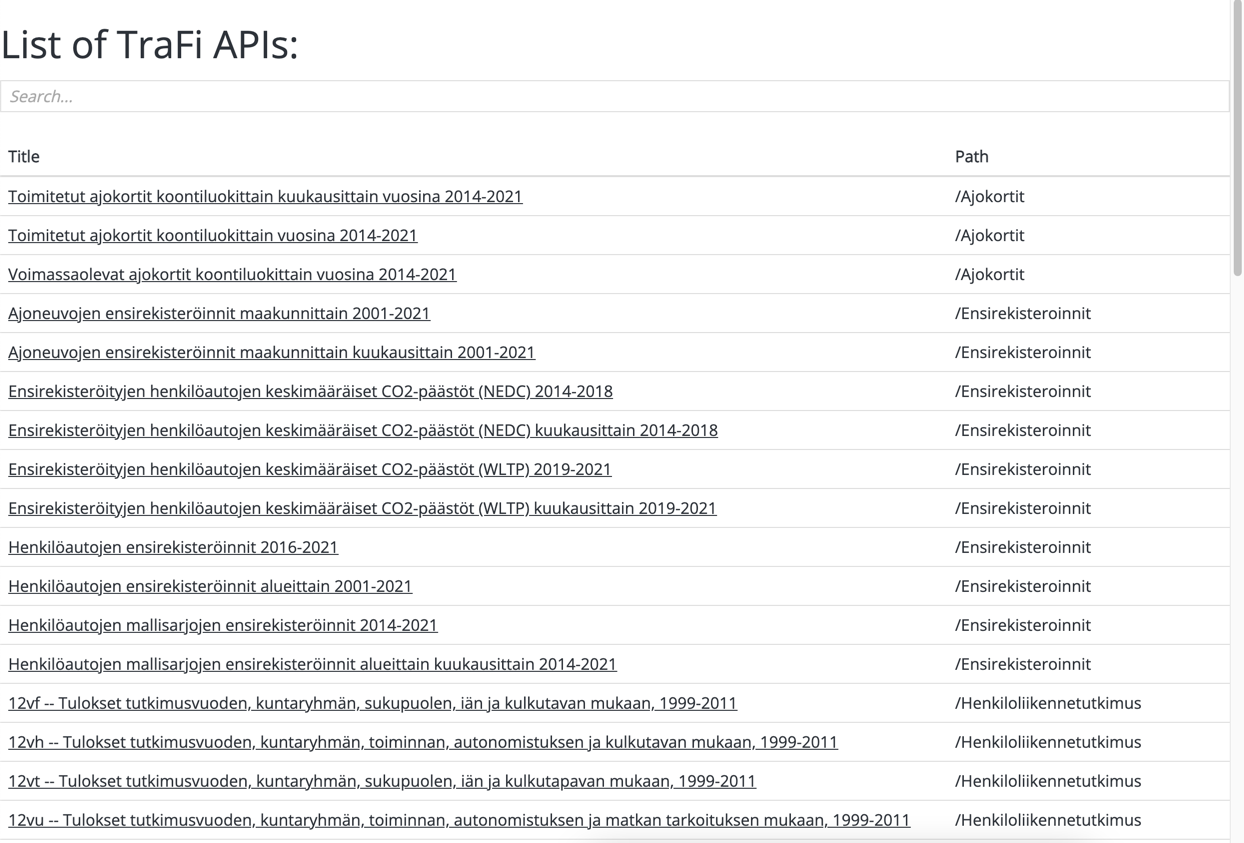 List of TraFi APIs:
Search...
Title Path
Toimitetut ajokortit koontiluokittain kuukausittain vuosina 2014-2021 /Ajokortit
Toimitetut ajokortit koontiluokittain vuosina 2014-2021 /Ajokortit
Voimassaolevat ajokortit koontiluokittain vuosina 2014-2021 /Ajokortit
Ajoneuvojen ensirekisteröinnit maakunnittain 2001-2021 /Ensirekisteroinnit
Ajoneuvojen ensirekisteröinnit maakunnittain kuukausittain 2001-2021 /Ensirekisteroinnit
Ensirekisteröityjen henkilöautojen keskimääräiset CO2-päästöt (NEDC) 2014-2018 /Ensirekisteroinnit
Ensirekisteröityjen henkilöautojen keskimääräiset CO2-päästöt (NEDC) kuukausittain 2014-2018 /Ensirekisteroinnit
Ensirekisteröityjen henkilöautojen keskimääräiset CO2-päästöt (WLTP) 2019-2021 /Ensirekisteroinnit
Ensirekisteröityjen henkilöautojen keskimääräiset CO2-päästöt (WLTP) kuukausittain 2019-2021 /Ensirekisteroinnit
Henkilöautojen ensirekisteröinnit 2016-2021 /Ensirekisteroinnit
Henkilöautojen ensirekisteröinnit alueittain 2001-2021 /Ensirekisteroinnit
Henkilöautojen mallisarjojen ensirekisteröinnit 2014-2021 /Ensirekisteroinnit
Henkilöautojen mallisarjojen ensirekisteröinnit alueittain kuukausittain 2014-2021 /Ensirekisteroinnit
12vf -- Tulokset tutkimusvuoden, kuntaryhmän, sukupuolen, iän ja kulkutavan mukaan, 1999-2011 /Henkiloliikennetutkimus
12vh -- Tulokset tutkimusvuoden, kuntaryhmän, toiminnan, autonomistuksen ja kulkutavan mukaan, 1999-2011 /Henkiloliikennetutkimus
12vt -- Tulokset tutkimusvuoden, kuntaryhmän, sukupuolen, iän ja kulkutapavan mukaan, 1999-2011 /Henkiloliikennetutkimus
12vu -- Tulokset tutkimusvuoden, kuntaryhmän, toiminnan, autonomistuksen ja matkan tarkoituksen mukaan, 1999-2011 /Henkiloliikennetutkimus